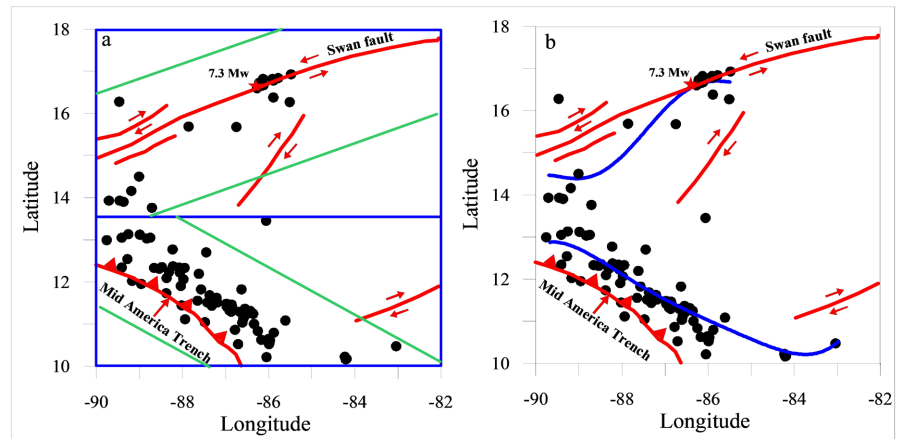 a
18
16
14
12
10
Latitude
Swan fault
7.3 Mw
Mid America Trench
-90
-88
-86
-84
-82
Longitude
b
18
16
14
12
10
Latitude
Swan fault
7.3 Mw
Mid America Trench
-90
-88
-86
-84
-82
Longitude